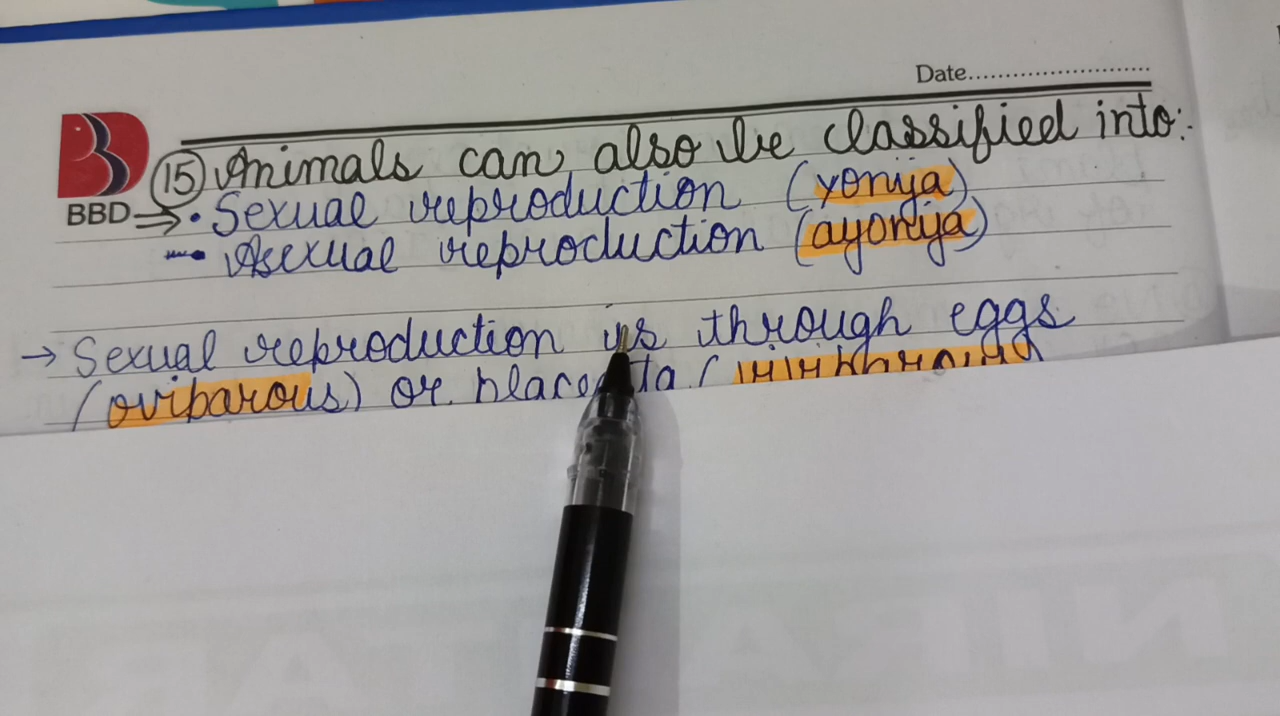 Date
15 Animals can also be classified into:
BBD → • Sexual reproduction (yonija)
• Asexual reproduction (ayonija)
→ Sexual reproduction is through eggs
(oviparous) or placenta (